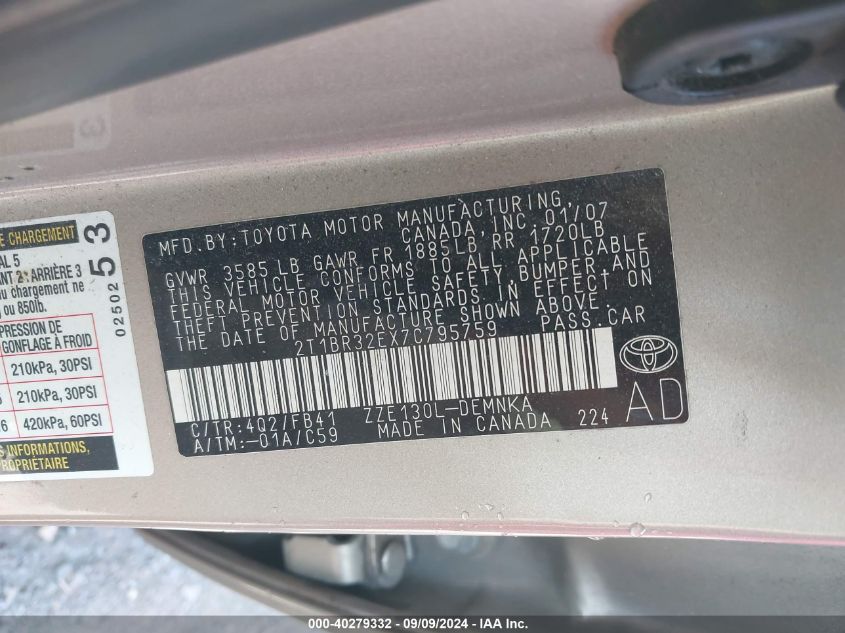 MFD. BY: TOYOTA MOTOR MANUFACTURING,
CANADA, INC. 01/07
GVWR 3585 LB GAWR FR 1885LB RR 1720LB
THIS VEHICLE CONFORMS TO ALL APPLICABLE
FEDERAL MOTOR VEHICLE SAFETY, BUMPER AND
THEFT PREVENTION STANDARDS IN EFFECT ON
THE DATE OF MANUFACTURE SHOWN ABOVE.
2T1BR32EX7C795759 PASS.CAR
C/TR:4Q2/FB41 ZZE130L-DEMNKA
A/TM:-01A/C59 MADE IN CANADA 224
AD
E CHARGEMENT
AL 5
ANT 2 ARRIÈRE 3
u chargement ne
g ou 850lb.
02502 53
PRESSION DE
GONFLAGE À FROID
210kPa, 30PSI
210kPa, 30PSI
6 420kPa, 60PSI
S INFORMATIONS,
PROPRIÉTAIRE
000-40279332 - 09/09/2024 - IAA Inc.